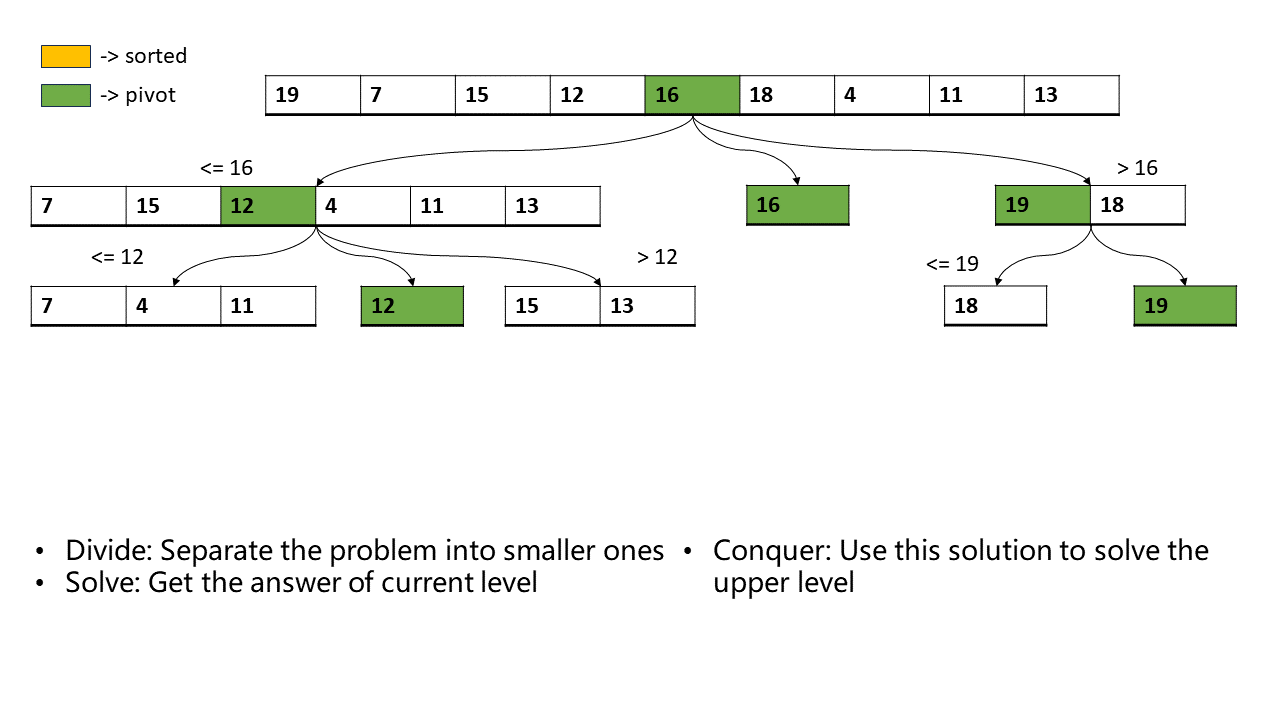 -> sorted
-> pivot
19 7 15 12 16 18 4 11 13
<= 16
> 16
7 15 12 4 11 13
16
19 18
<= 12
> 12
<= 19
7 4 11
12
15 13
18
19
• Divide: Separate the problem into smaller ones
• Solve: Get the answer of current level
• Conquer: Use this solution to solve the
upper level